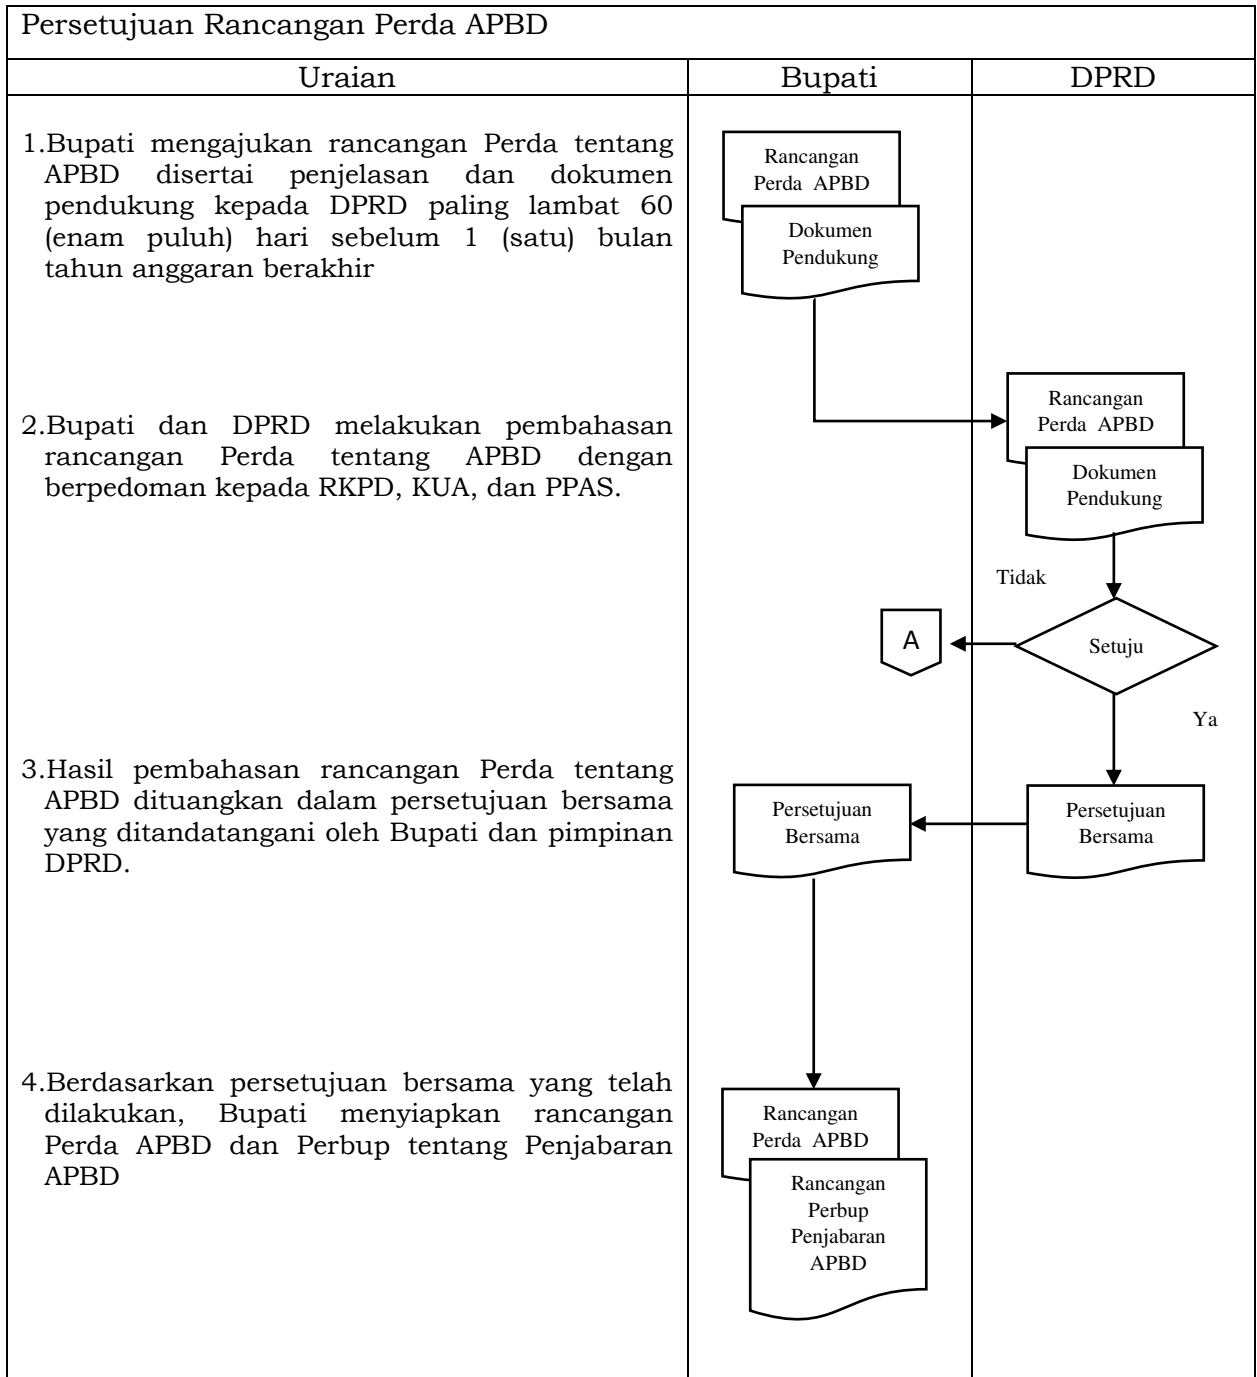 Persetujuan Rancangan Perda APBD
Uraian
Bupati
DPRD
1.Bupati mengajukan rancangan Perda tentang
APBD disertai penjelasan dan dokumen
pendukung kepada DPRD paling lambat 60
(enam puluh) hari sebelum 1 (satu) bulan
tahun anggaran berakhir
Rancangan
Perda APBD
Dokumen
Pendukung
2.Bupati dan DPRD melakukan pembahasan
rancangan Perda tentang APBD dengan
berpedoman kepada RKPD, KUA, dan PPAS.
Rancangan
Perda APBD
Dokumen
Pendukung
Tidak
A
Setuju
Ya
3.Hasil pembahasan rancangan Perda tentang
APBD dituangkan dalam persetujuan bersama
yang ditandatangani oleh Bupati dan pimpinan
DPRD.
Persetujuan
Bersama
Persetujuan
Bersama
4.Berdasarkan persetujuan bersama yang telah
dilakukan, Bupati menyiapkan rancangan
Perda APBD dan Perbup tentang Penjabaran
APBD
Rancangan
Perda APBD
Rancangan
Perbup
Penjabaran
APBD